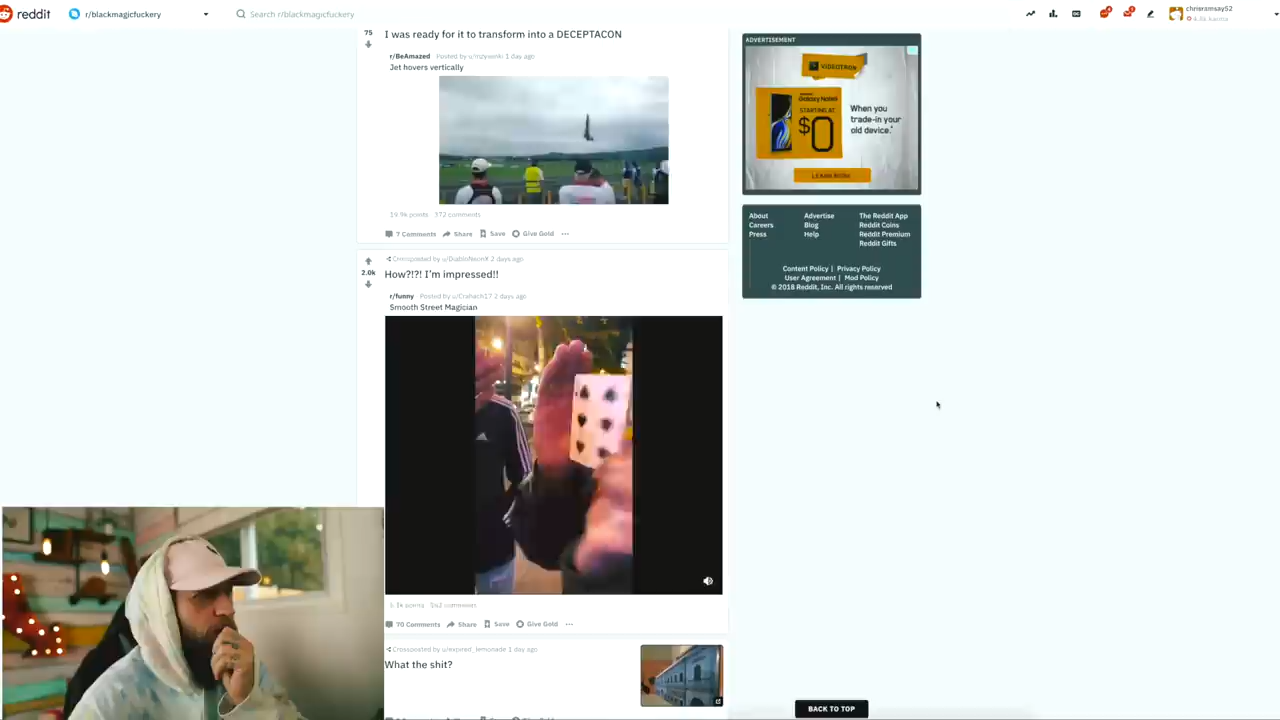 reddit
r/blackmagicfuckery
Search r/blackmagicfuckery
chrisramsay52
75
I was ready for it to transform into a DECEPTACON
r/BeAmazed Posted by 1 day ago
Jet hovers vertically
19.9k points 372 comments
7 Comments Share Save Give Gold
Crossposted by 2 days ago
2.0k
How?!?! I'm impressed!!
r/funny Posted by 2 days ago
Smooth Street Magician
points comments
70 Comments Share Save Give Gold
Crossposted by u/expired_lemonade 1 day ago
What the shit?
ADVERTISEMENT
VIDEOTRON
Galaxy Note9
STARTING AT
$0
When you
trade-in your
old device.
LEARN MORE
About Advertise The Reddit App
Careers Blog Reddit Coins
Press Help Reddit Premium
Reddit Gifts
Content Policy | Privacy Policy
User Agreement | Mod Policy
© 2018 Reddit, Inc. All rights reserved
BACK TO TOP